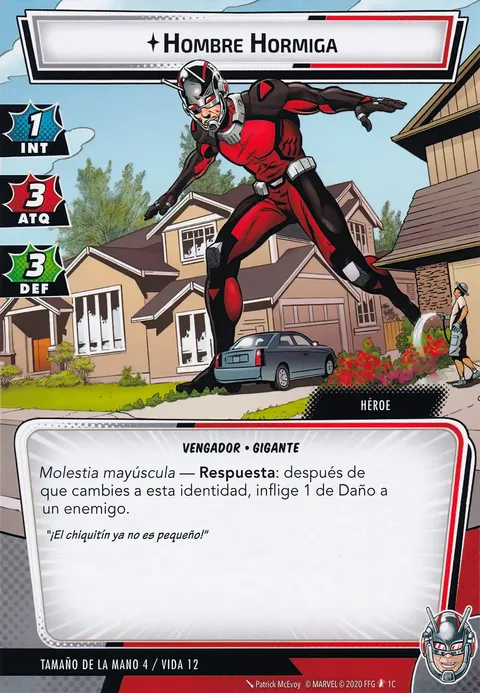 HOMBRE HORMIGA
1
INT
3
ATQ
3
DEF
HÉROE
VENGADOR • GIGANTE
Molestia mayúscula — Respuesta: después de
que cambies a esta identidad, inflige 1 de Daño a
un enemigo.
"¡El chiquitín ya no es pequeño!"
TAMAÑO DE LA MANO 4 / VIDA 12
Patrick McEvoy © MARVEL © 2020 FFG 1C